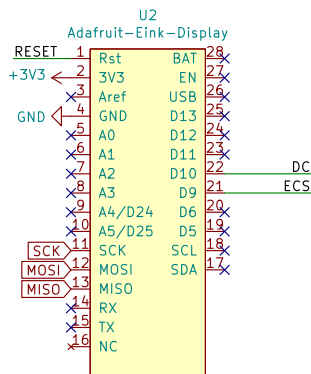 U2
Adafruit-Eink-Display
RESET 1 Rst BAT 28
+3V3 2 3V3 EN 27
3 Aref USB 26
GND 4 GND D13 25
5 A0 D12 24
6 A1 D11 23
7 A2 D10 22 DC
8 A3 D9 21 ECS
9 A4/D24 D6 20
10 A5/D25 D5 19
SCK 11 SCK SCL 18
MOSI 12 MOSI SDA 17
MISO 13 MISO
14 RX
15 TX
16 NC